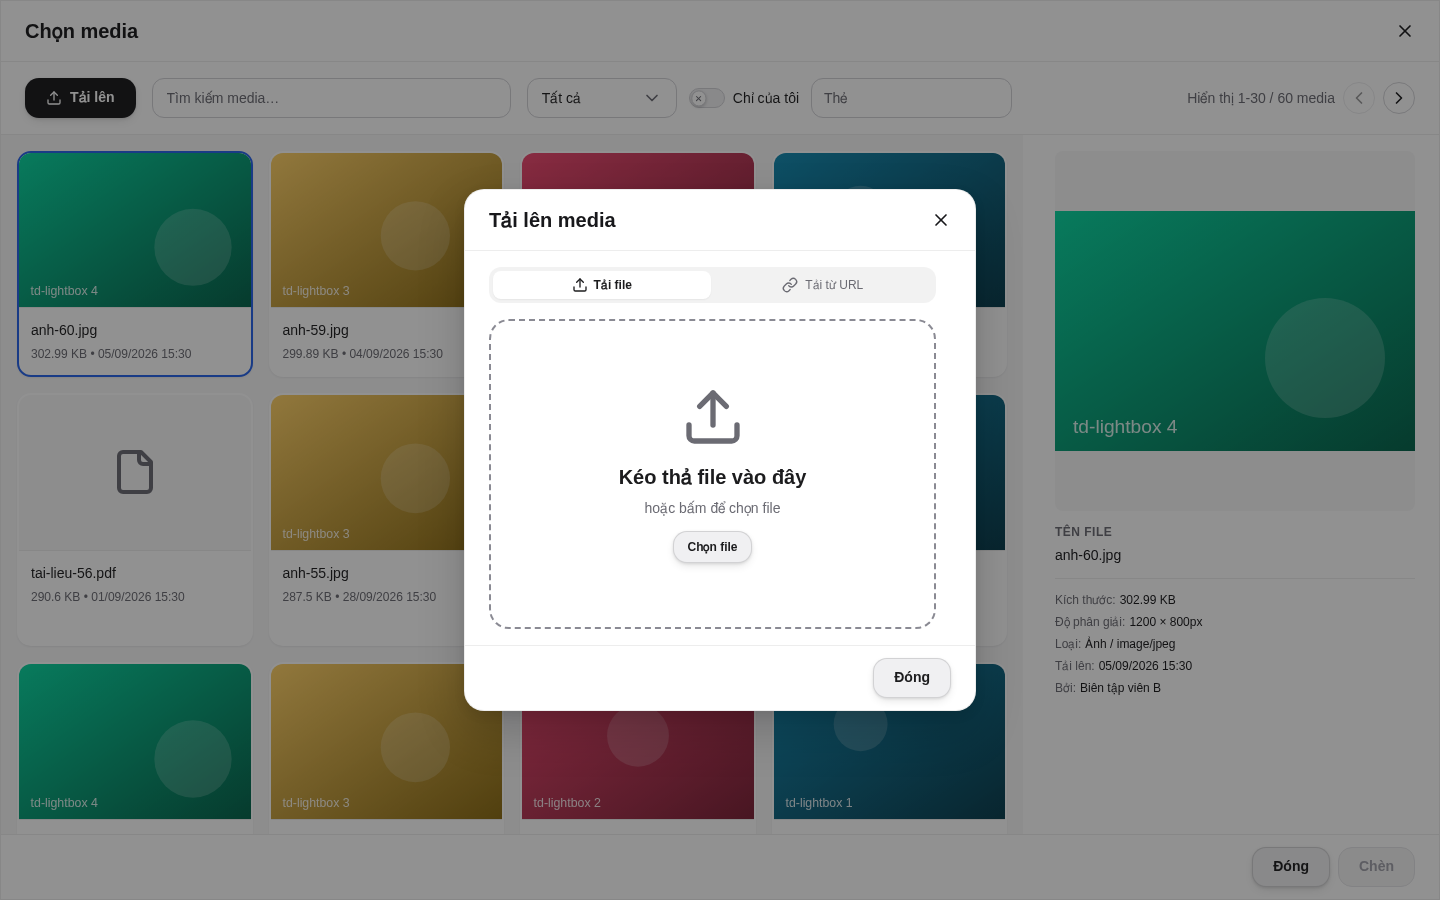 Chọn media
Tải lên
Tìm kiếm media…
Tất cả
Chỉ của tôi
Thẻ
Hiển thị 1-30 / 60 media
td-lightbox 4
anh-60.jpg
302.99 KB • 05/09/2026 15:30
td-lightbox 3
anh-59.jpg
299.89 KB • 04/09/2026 15:30
tai-lieu-56.pdf
290.6 KB • 01/09/2026 15:30
td-lightbox 3
anh-55.jpg
287.5 KB • 28/09/2026 15:30
td-lightbox 4
td-lightbox 3
td-lightbox 2
td-lightbox 1
Tải lên media
Tải file
Tải từ URL
Kéo thả file vào đây
hoặc bấm để chọn file
Chọn file
Đóng
td-lightbox 4
TÊN FILE
anh-60.jpg
Kích thước: 302.99 KB
Độ phân giải: 1200 × 800px
Loại: Ảnh / image/jpeg
Tải lên: 05/09/2026 15:30
Bởi: Biên tập viên B
Đóng
Chèn